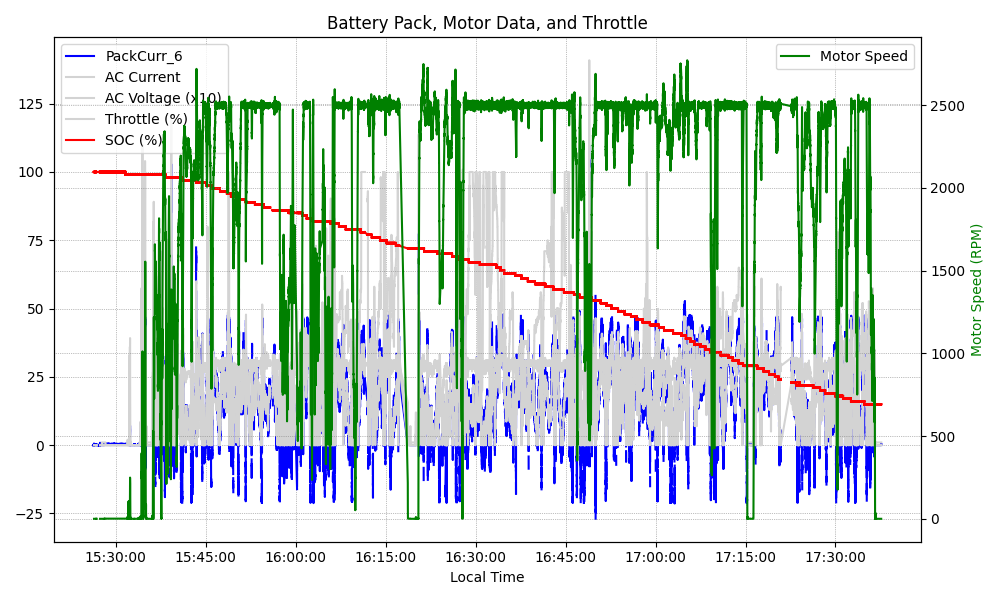 Battery Pack, Motor Data, and Throttle
PackCurr_6
AC Current
AC Voltage (x10)
Throttle (%)
SOC (%)
Motor Speed
125
100
75
50
25
0
−25
2500
2000
1500
1000
500
0
Motor Speed (RPM)
15:30:00 15:45:00 16:00:00 16:15:00 16:30:00 16:45:00 17:00:00 17:15:00 17:30:00
Local Time